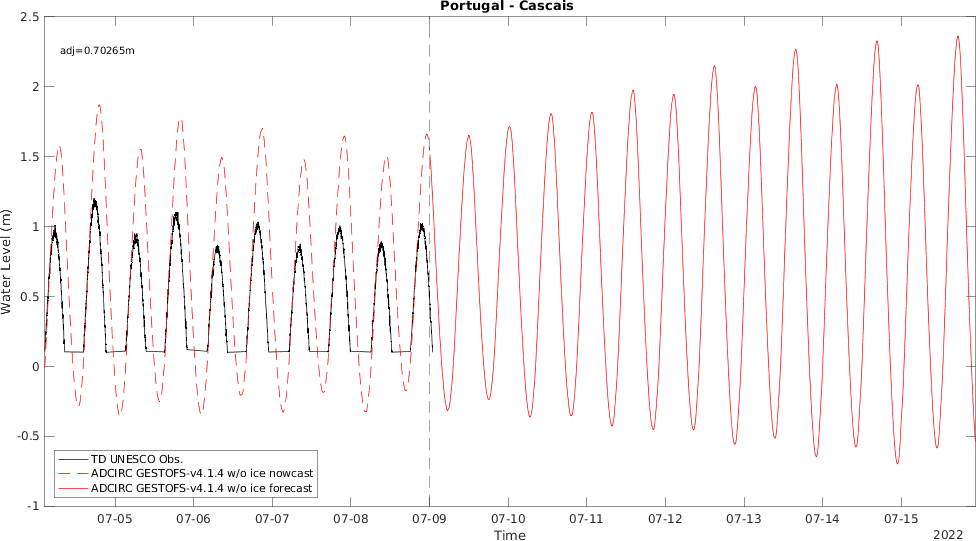 Portugal - Cascais
adj=0.70265m
2.5
2
1.5
1
0.5
0
-0.5
-1
Water Level (m)
TD UNESCO Obs.
ADCIRC GESTOFS-v4.1.4 w/o ice nowcast
ADCIRC GESTOFS-v4.1.4 w/o ice forecast
07-05 07-06 07-07 07-08 07-09 07-10 07-11 07-12 07-13 07-14 07-15
Time
2022